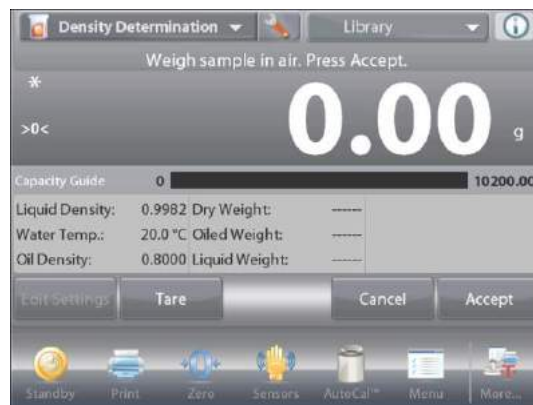 Density Determination Library
Weigh sample in air. Press Accept.
*
>0<
0.00 g
Capacity Guide 0 10200.00
Liquid Density: 0.9982 Dry Weight: ------
Water Temp.: 20.0 °C Oiled Weight: ------
Oil Density: 0.8000 Liquid Weight: ------
Edit Settings Tare Cancel Accept
Standby Print Zero Sensors AutoCal™ Menu More...